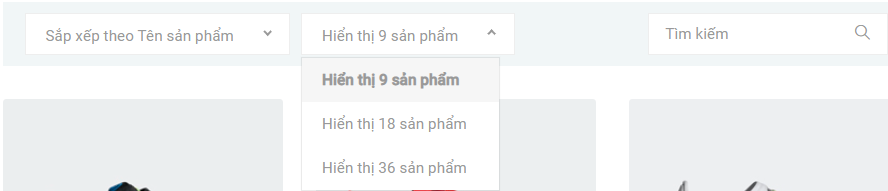 Sắp xếp theo Tên sản phẩm
Hiển thị 9 sản phẩm
Tìm kiếm
Hiển thị 9 sản phẩm
Hiển thị 18 sản phẩm
Hiển thị 36 sản phẩm